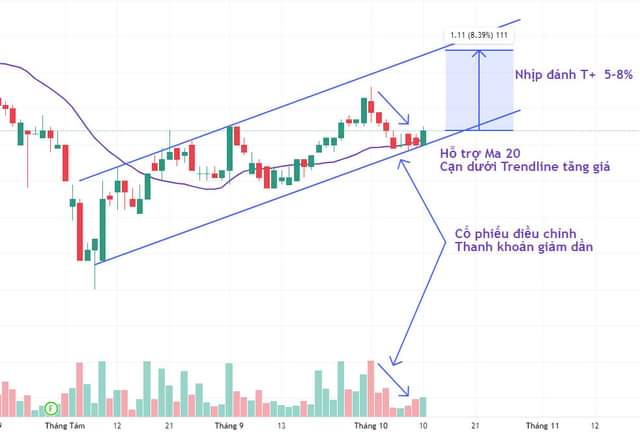 1.11 (8.39%) 111
Nhịp đánh T+ 5-8%
Hỗ trợ Ma 20
Cạn dưới Trendline tăng giá
Cổ phiếu điều chỉnh
Thanh khoản giảm dần
F
Tháng Tám 12 21 Tháng 9 13 Tháng 10 10 21 Tháng 11 12